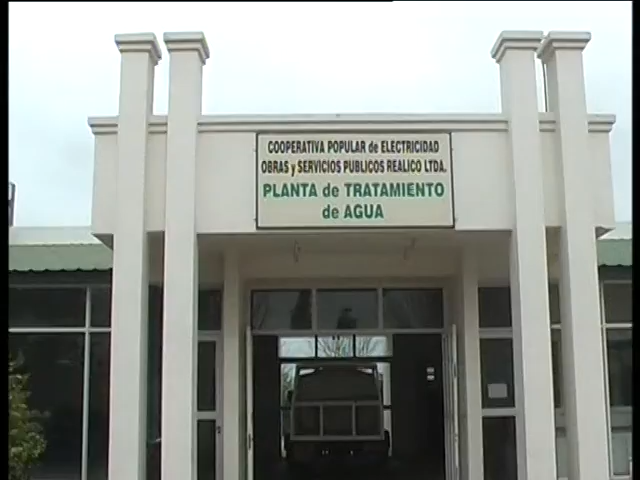 COOPERATIVA POPULAR de ELECTRICIDAD
OBRAS y SERVICIOS PUBLICOS REALICO LTDA.
PLANTA de TRATAMIENTO
de AGUA